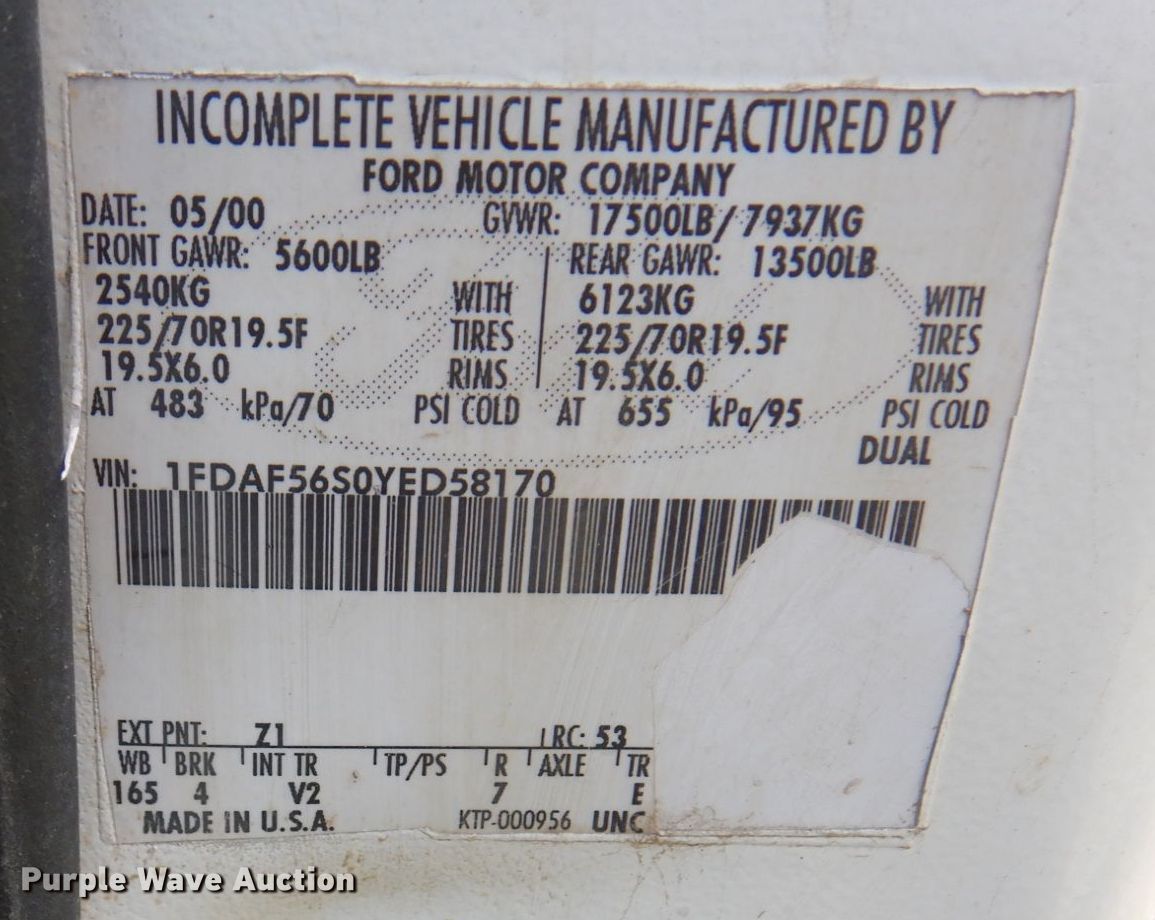 INCOMPLETE VEHICLE MANUFACTURED BY
FORD MOTOR COMPANY
DATE: 05/00 GVWR: 17500LB/7937KG
FRONT GAWR: 5600LB REAR GAWR: 13500LB
2540KG WITH 6123KG WITH
225/70R19.5F TIRES 225/70R19.5F TIRES
19.5X6.0 RIMS 19.5X6.0 RIMS
AT 483 kPa/70 PSI COLD AT 655 kPa/95 PSI COLD
DUAL
VIN: 1FDAF56S0YED58170
EXT PNT: Z1 RC: 53
WB BRK INT TR TP/PS R AXLE TR
165 4 V2 7 E
MADE IN U.S.A. KTP-000956 UNC
Purple Wave Auction